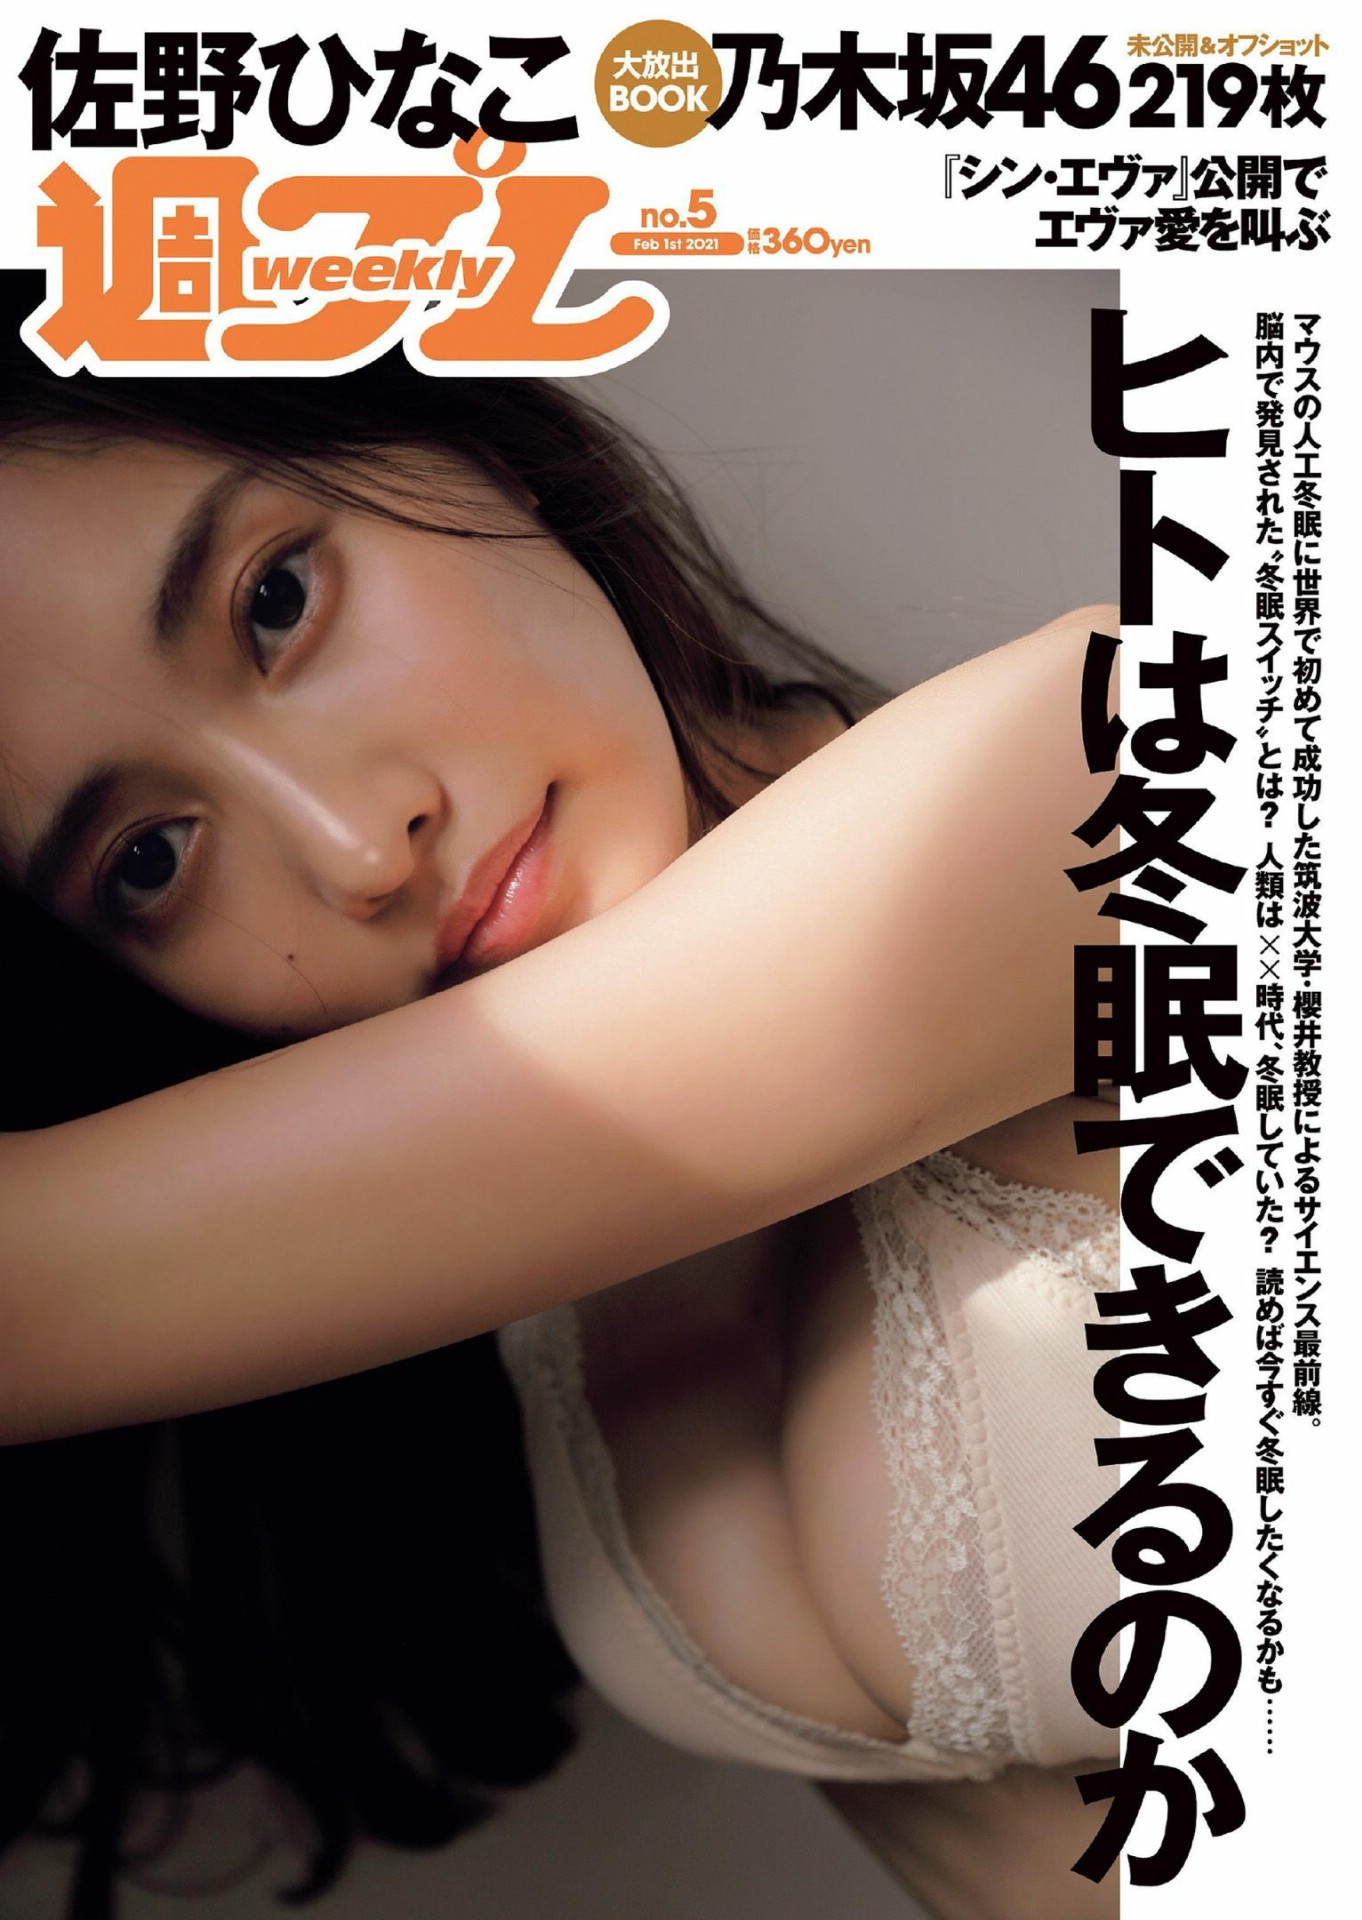 佐野ひなこ
大放出
BOOK
乃木坂46
未公開&オフショット
219枚
『シン・エヴァ』公開で
エヴァ愛を叫ぶ
週プレ
weekly
no.5
Feb 1st 2021
価格360yen
ヒトは冬眠できるのか
マウスの人工冬眠に世界で初めて成功した筑波大学・櫻井教授によるサイエンス最前線。
脳内で発見された〝冬眠スイッチ〟とは? 人類は××時代、冬眠していた? 読めば今すぐ冬眠したくなるかも……